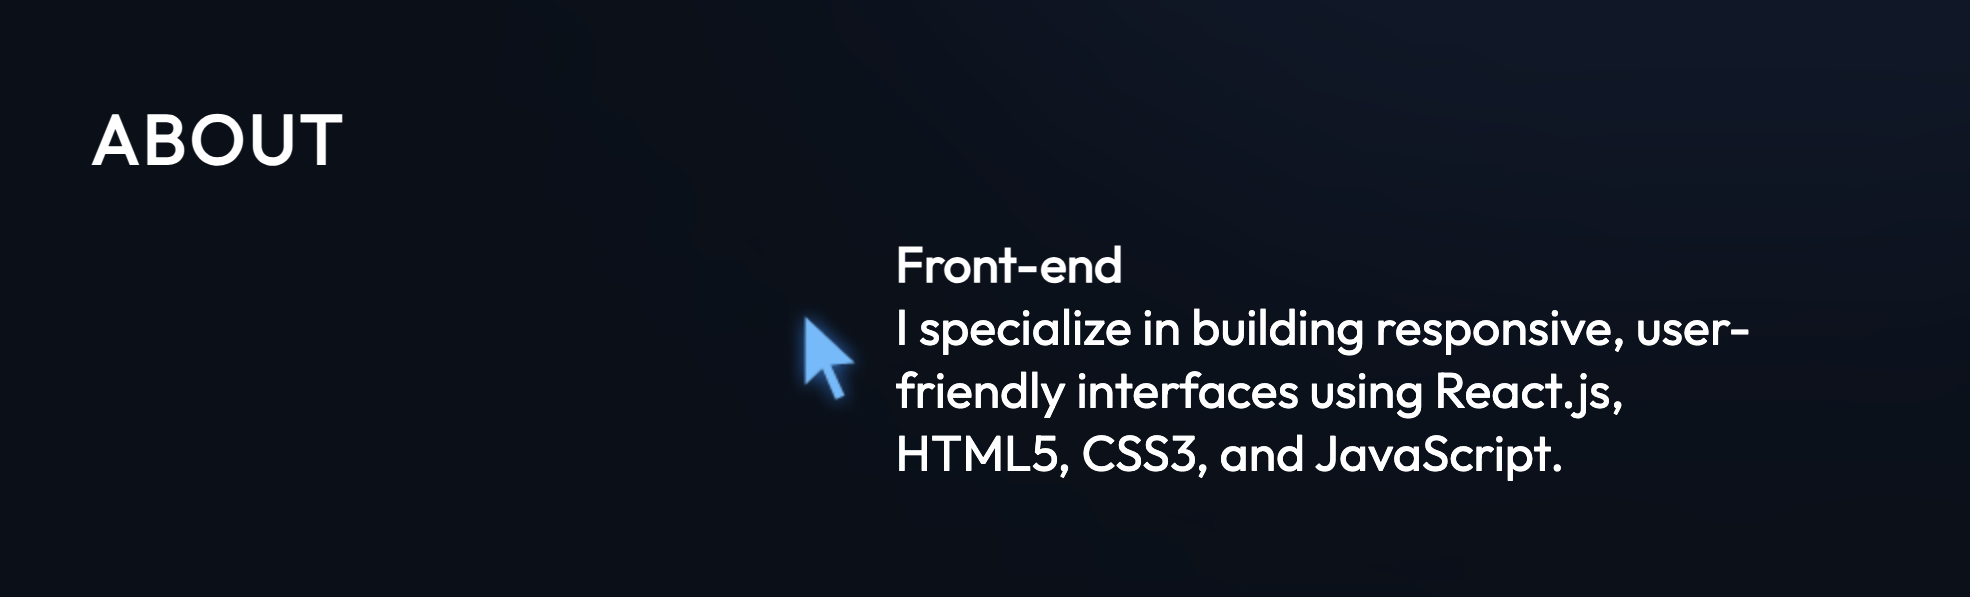 ABOUT
Front-end
I specialize in building responsive, user-
friendly interfaces using React.js,
HTML5, CSS3, and JavaScript.